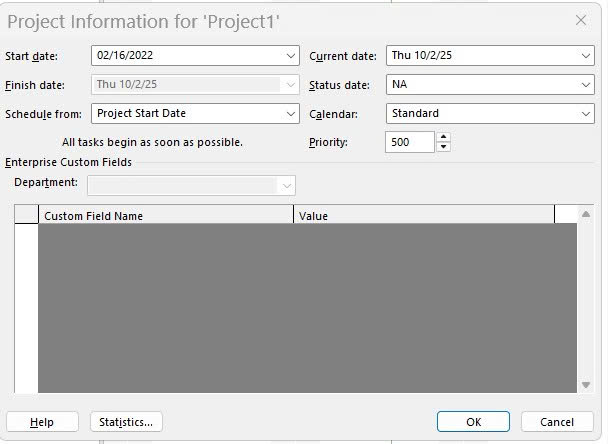 Project Information for 'Project1'
Start date: 02/16/2022 Current date: Thu 10/2/25
Finish date: Thu 10/2/25 Status date: NA
Schedule from: Project Start Date Calendar: Standard
All tasks begin as soon as possible. Priority: 500
Enterprise Custom Fields
Department:
Custom Field Name Value
Help Statistics... OK Cancel